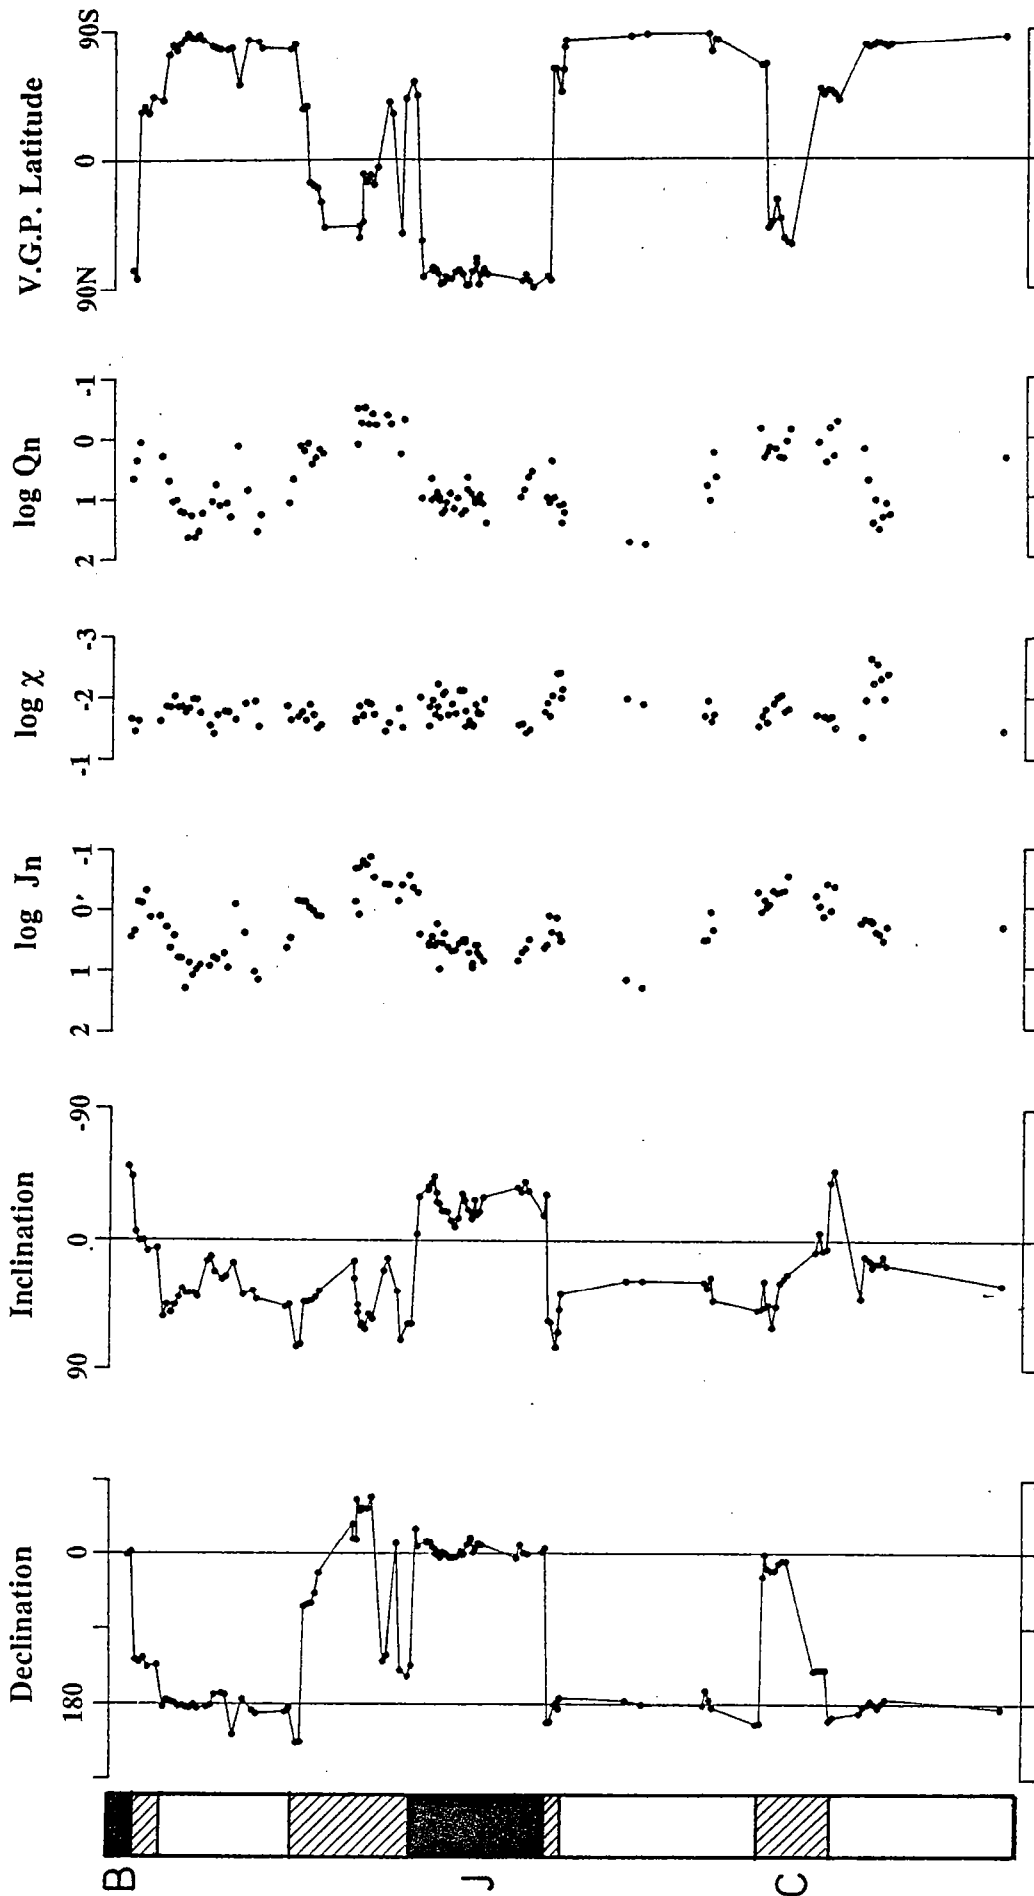 V.G.P. Latitude
90N 0 90S
log Qn
2 1 0 -1
log χ
-1 -2 -3
log Jn
2 1 0 -1
Inclination
90 0 -90
Declination
180 0
B
J
C